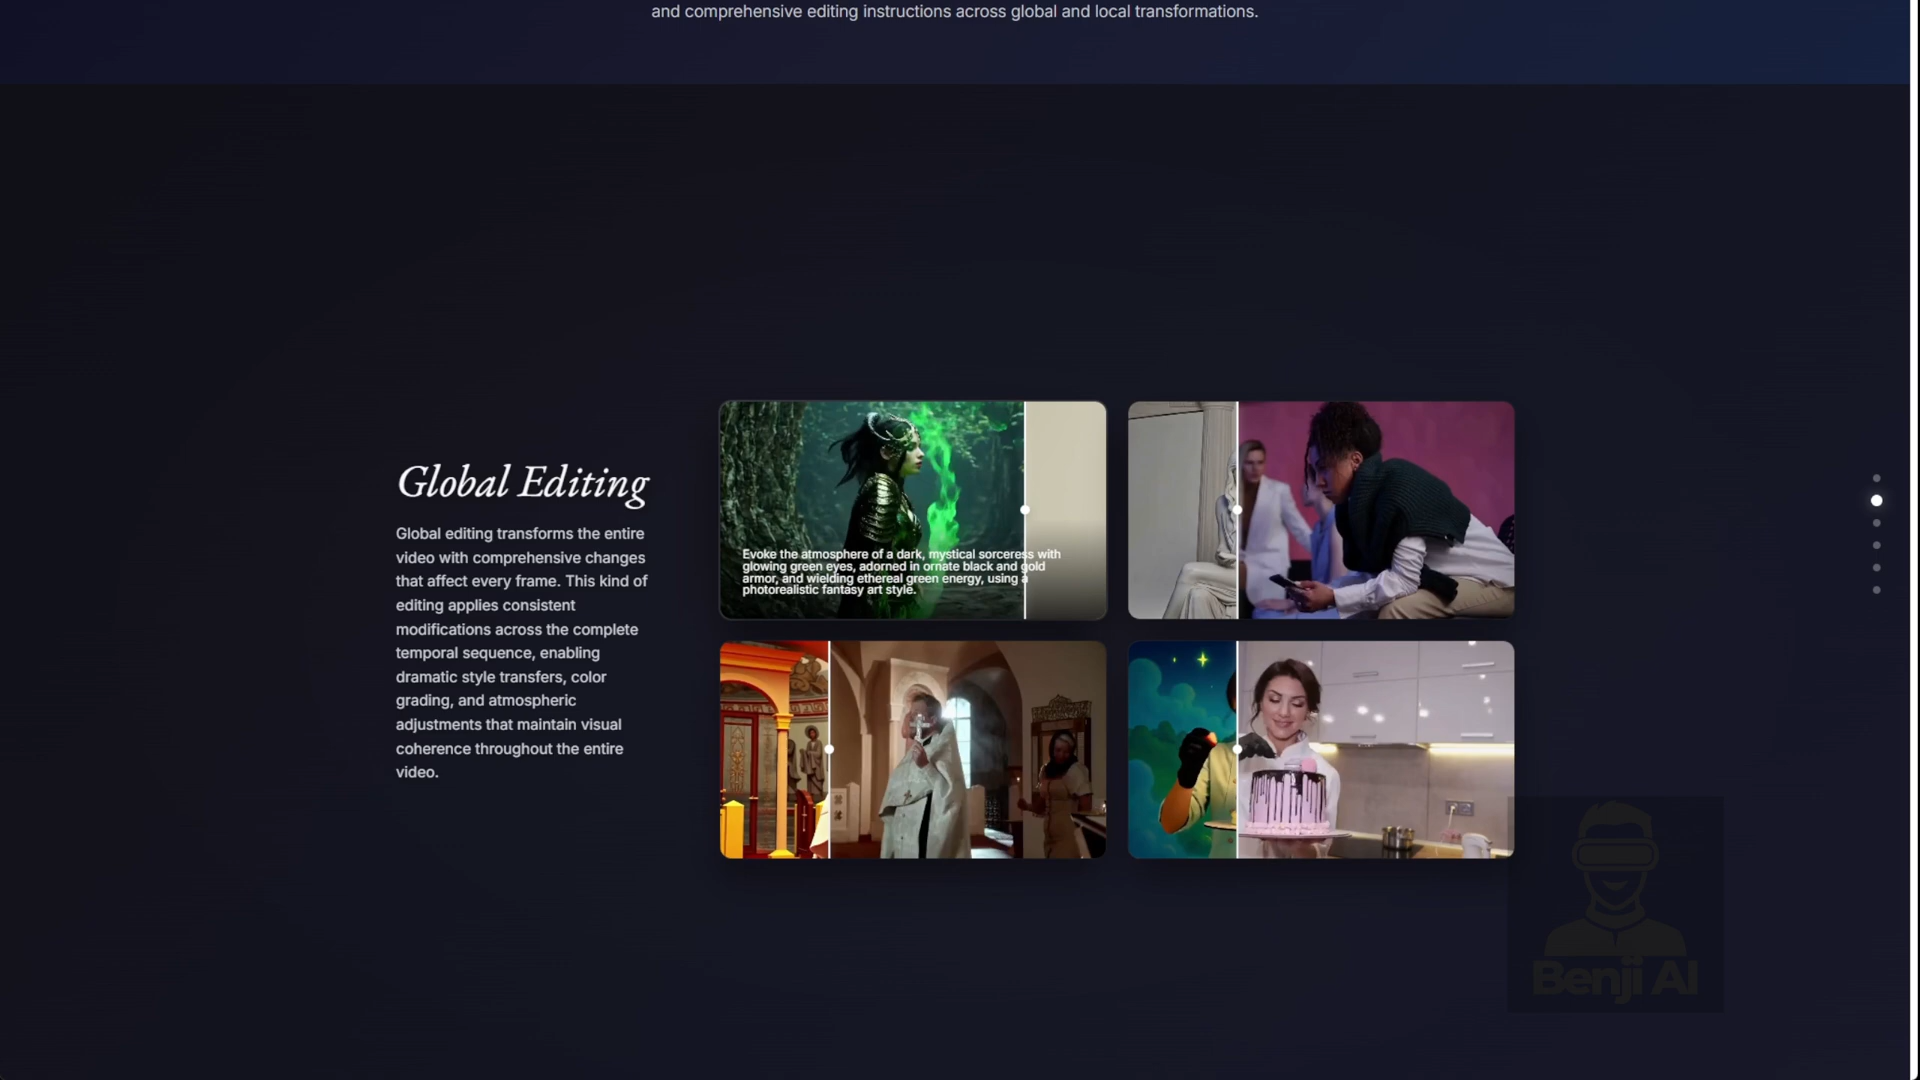 and comprehensive editing instructions across global and local transformations.
Global Editing
Global editing transforms the entire
video with comprehensive changes
that affect every frame. This kind of
editing applies consistent
modifications across the complete
temporal sequence, enabling
dramatic style transfers, color
grading, and atmospheric
adjustments that maintain visual
coherence throughout the entire
video.
Evoke the atmosphere of a dark, mystical sorceress with
glowing green eyes, adorned in ornate black and gold
armor, and wielding ethereal green energy, using a
photorealistic fantasy art style.
Benji AI